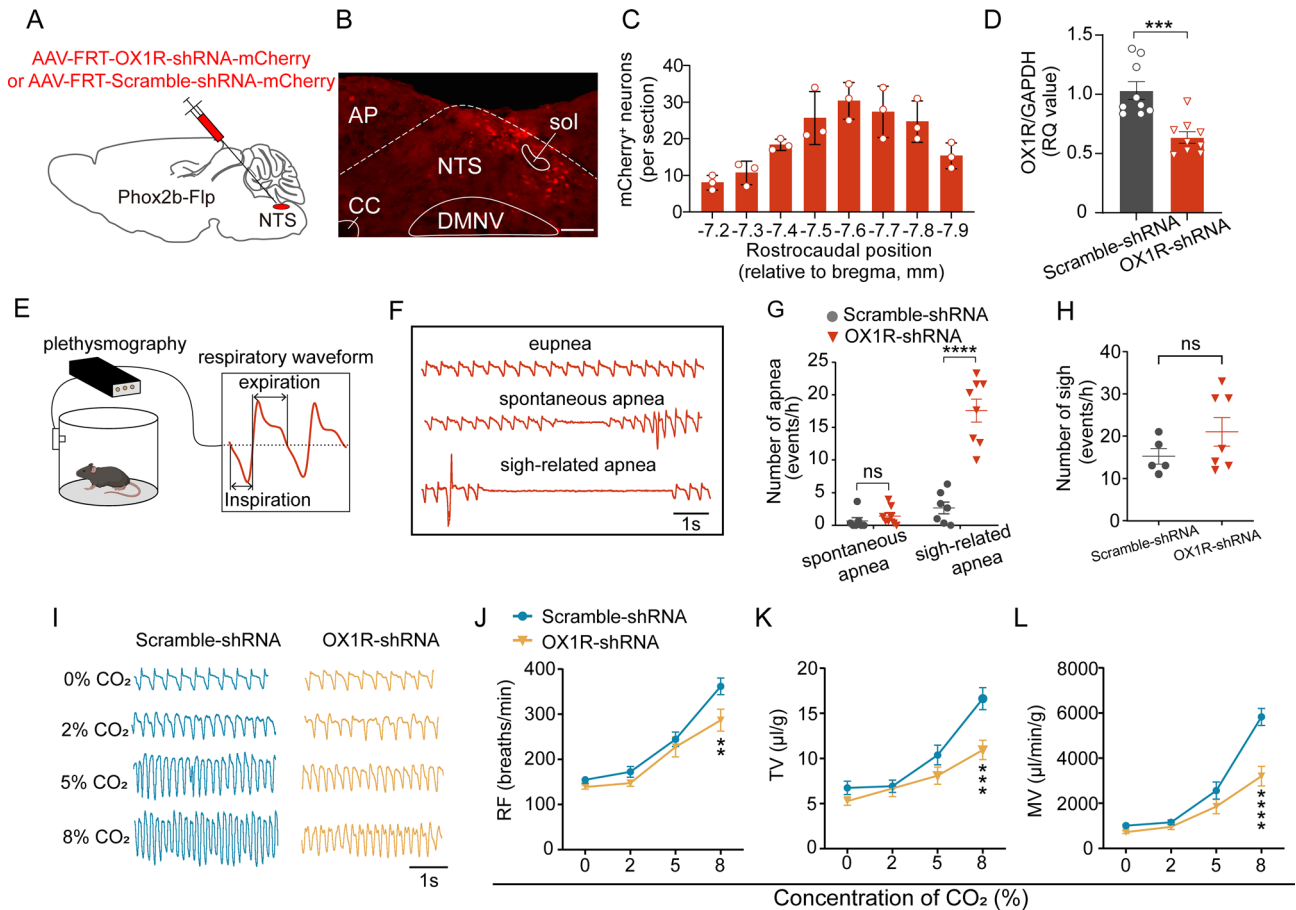 A
AAV-FRT-OX1R-shRNA-mCherry
or AAV-FRT-Scramble-shRNA-mCherry
Phox2b-Flp
NTS
B
AP
sol
NTS
CC
DMNV
C
mCherry⁺ neurons
(per section)
40
30
20
10
0
-7.2 -7.3 -7.4 -7.5 -7.6 -7.7 -7.8 -7.9
Rostrocaudal position
(relative to bregma, mm)
D
OX1R/GAPDH
(RQ value)
1.5
1.0
0.5
0
***
Scramble-shRNA
OX1R-shRNA
E
plethysmography
respiratory waveform
expiration
Inspiration
F
eupnea
spontaneous apnea
sigh-related apnea
1s
G
Scramble-shRNA
OX1R-shRNA
Number of apnea
(events/h)
25
20
15
10
5
0
ns
****
spontaneous
apnea
sigh-related
apnea
H
Number of sigh
(events/h)
40
30
20
10
0
ns
Scramble-shRNA
OX1R-shRNA
I
Scramble-shRNA
OX1R-shRNA
0% CO₂
2% CO₂
5% CO₂
8% CO₂
1s
J
Scramble-shRNA
OX1R-shRNA
RF (breaths/min)
400
300
200
100
0
**
0 2 5 8
K
TV (µl/g)
20
15
10
5
0
***
0 2 5 8
L
MV (µl/min/g)
8000
6000
4000
2000
0
****
0 2 5 8
Concentration of CO₂ (%)